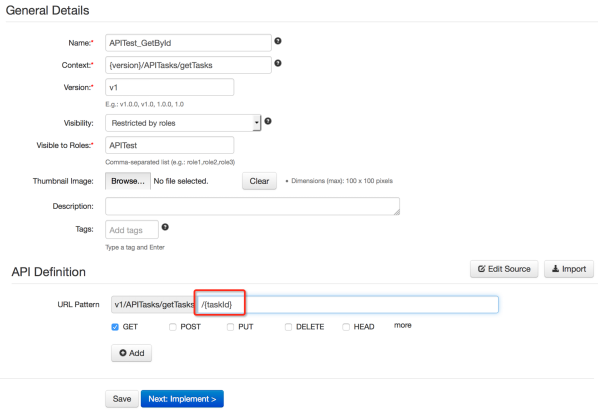 General Details
Name:* APITest_GetById
Context:* {version}/APITasks/getTasks
Version:* v1
E.g.: v1.0.0, v1.0, 1.0.0, 1.0
Visibility: Restricted by roles
Visible to Roles:* APITest
Comma-separated list (e.g.: role1,role2,role3)
Thumbnail Image: Browse... No file selected. Clear • Dimensions (max): 100 x 100 pixels
Description:
Tags: Add tags
Type a tag and Enter
API Definition Edit Source Import
URL Pattern v1/APITasks/getTasks /{taskId}
GET POST PUT DELETE HEAD more
Add
Save Next: Implement >